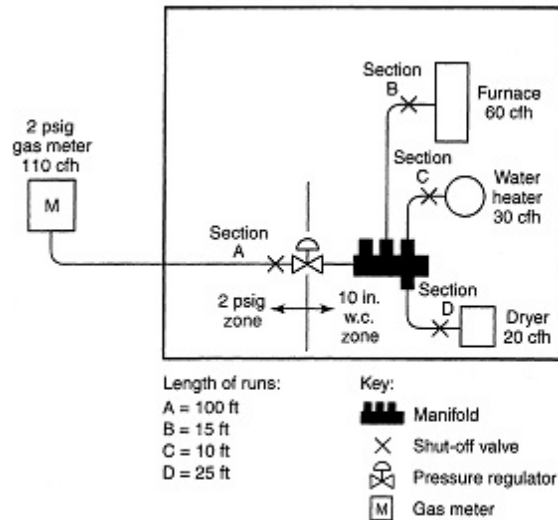 Section
B
Furnace
60 cfh
2 psig
gas meter
110 cfh
M
Section
C
Water
heater
30 cfh
Section
A
Section
D
Dryer
20 cfh
2 psig
zone
10 in.
w.c.
zone
Length of runs:
A = 100 ft
B = 15 ft
C = 10 ft
D = 25 ft
Key:
Manifold
Shut-off valve
Pressure regulator
M
Gas meter